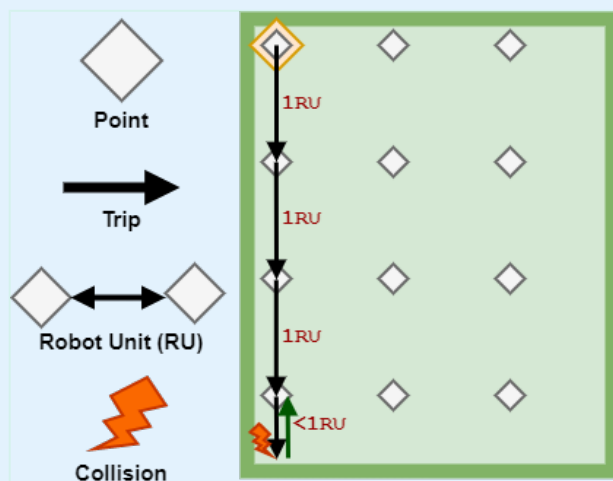 Point
Trip
Robot Unit (RU)
Collision
1RU
1RU
1RU
<1RU